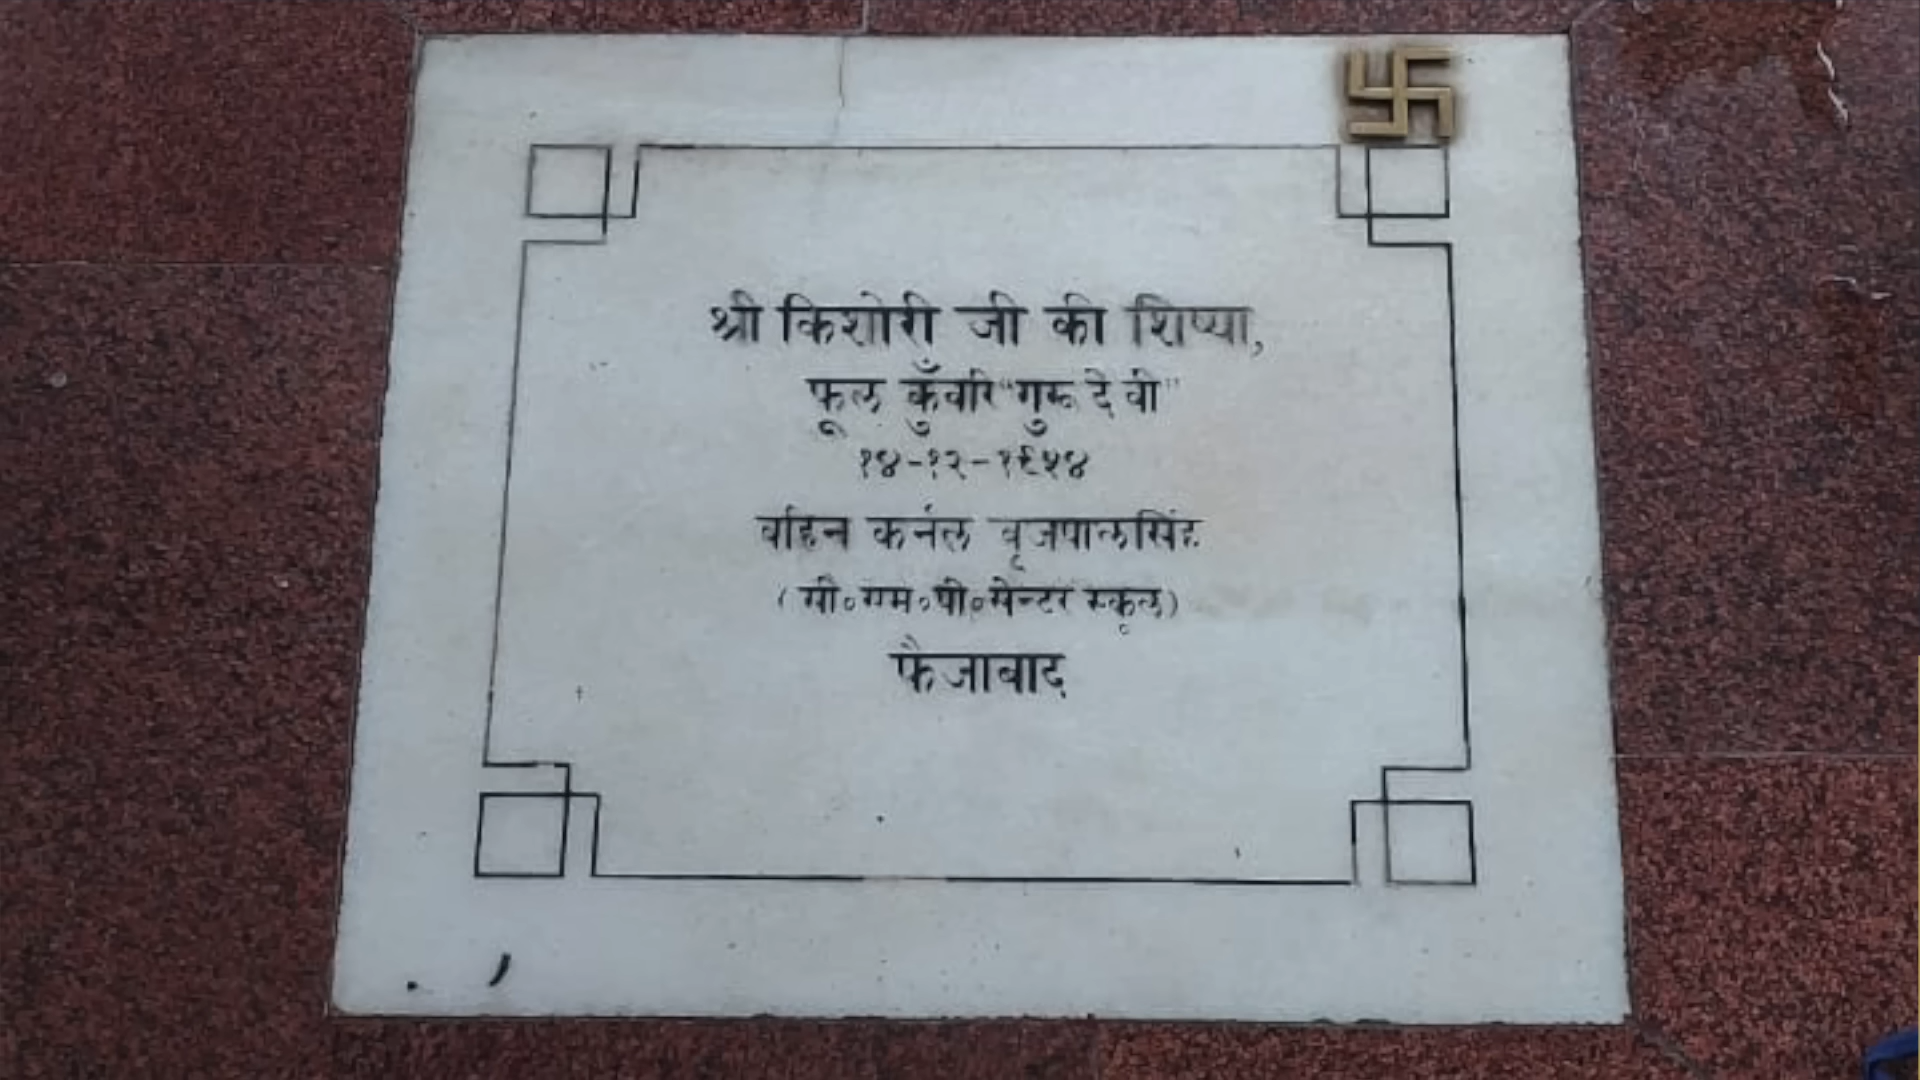 श्री किशोरी जी की शिष्या,
फूल कुँवरि "गुरू देवी"
१४-१२-१९५४
बहिन कर्नल बृजपालसिंह
(सी०एम०पी०सेन्टर स्कूल)
फैजाबाद